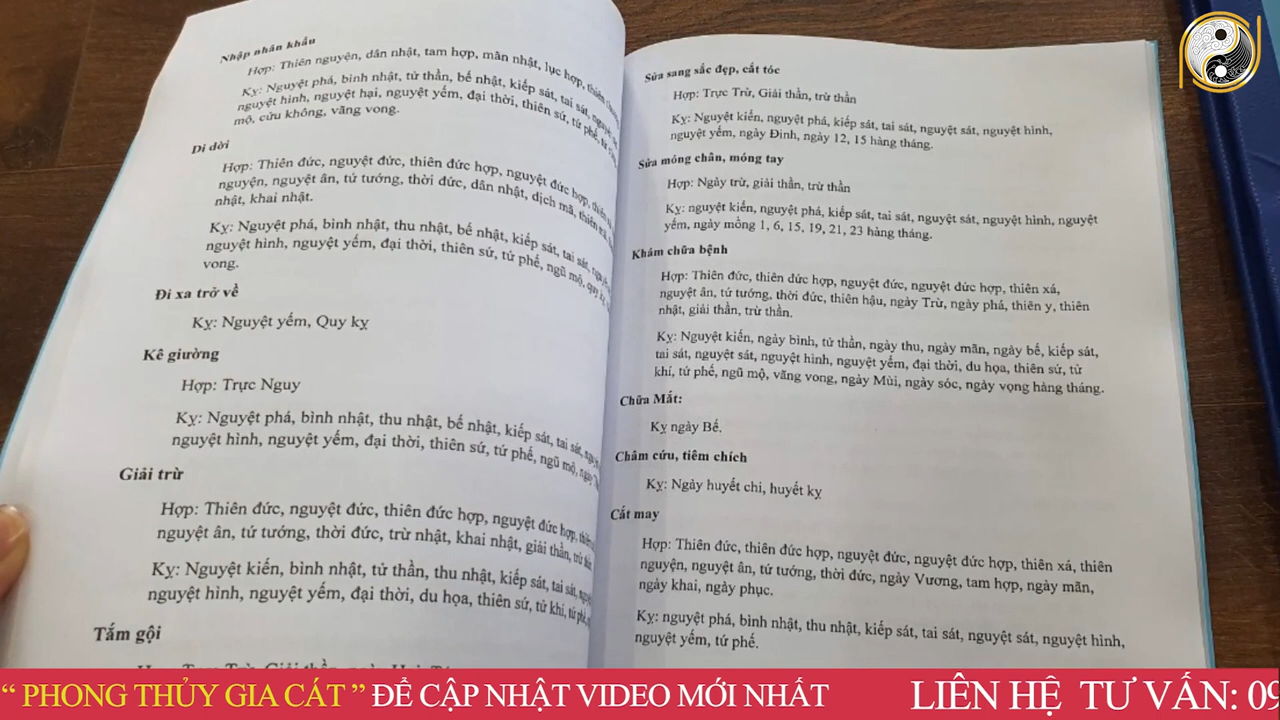 Nhập nhân khẩu
Hợp: Thiên nguyện, dân nhật, tam hợp, mãn nhật, lục hợp, thiên
Kỵ: Nguyệt phá, bình nhật, tử thần, bế nhật, kiếp sát, tai sát,
nguyệt hình, nguyệt hại, nguyệt yếm, đại thời, thiên sứ, tứ phế,
mộ, cửu không, vãng vong.
Di dời
Hợp: Thiên đức, nguyệt đức, thiên đức hợp, nguyệt đức hợp, thiên
nguyện, nguyệt ân, tứ tướng, thời đức, dân nhật, dịch mã, thiên mã,
nhật, khai nhật.
Kỵ: Nguyệt phá, bình nhật, thu nhật, bế nhật, kiếp sát, tai sát,
nguyệt hình, nguyệt yếm, đại thời, thiên sứ, tứ phế, ngũ mộ, quy kỵ,
vong.
Đi xa trở về
Kỵ: Nguyệt yếm, Quy kỵ
Kê giường
Hợp: Trực Nguy
Kỵ: Nguyệt phá, bình nhật, thu nhật, bế nhật, kiếp sát, tai sát,
nguyệt hình, nguyệt yếm, đại thời, thiên sứ, tứ phế, ngũ mộ, ngày
Giải trừ
Hợp: Thiên đức, nguyệt đức, thiên đức hợp, nguyệt đức hợp,
nguyệt ân, tứ tướng, thời đức, trừ nhật, khai nhật, giải thần, trừ
Kỵ: Nguyệt kiến, bình nhật, tử thần, thu nhật, kiếp sát, tai sát,
nguyệt hình, nguyệt yếm, đại thời, du họa, thiên sứ, tử khí, tứ phế,
Tắm gội
Sửa sang sắc đẹp, cắt tóc
Hợp: Trực Trừ, Giải thần, trừ thần
Kỵ: Nguyệt kiến, nguyệt phá, kiếp sát, tai sát, nguyệt sát, nguyệt hình,
nguyệt yếm, ngày Đinh, ngày 12, 15 hàng tháng.
Sửa móng chân, móng tay
Hợp: Ngày trừ, giải thần, trừ thần
Kỵ: nguyệt kiến, nguyệt phá, kiếp sát, tai sát, nguyệt sát, nguyệt hình, nguyệt
yếm, ngày mồng 1, 6, 15, 19, 21, 23 hàng tháng.
Khám chữa bệnh
Hợp: Thiên đức, thiên đức hợp, nguyệt đức, nguyệt đức hợp, thiên xá,
nguyệt ân, tứ tướng, thời đức, thiên hậu, ngày Trừ, ngày phá, thiên y, thiên
nhật, giải thần, trừ thần.
Kỵ: Nguyệt kiến, ngày bình, tử thần, ngày thu, ngày mãn, ngày bế, kiếp sát,
tai sát, nguyệt sát, nguyệt hình, nguyệt yếm, đại thời, du họa, thiên sứ, tử
khí, tứ phế, ngũ mộ, vãng vong, ngày Mùi, ngày sóc, ngày vọng hàng tháng.
Chữa Mắt:
Kỵ ngày Bế.
Châm cứu, tiêm chích
Kỵ: Ngày huyết chi, huyết kỵ
Cắt may
Hợp: Thiên đức, thiên đức hợp, nguyệt đức, nguyệt đức hợp, thiên xá, thiên
nguyện, nguyệt ân, tứ tướng, thời đức, ngày Vương, tam hợp, ngày mãn,
ngày khai, ngày phục.
Kỵ: nguyệt phá, bình nhật, thu nhật, kiếp sát, tai sát, nguyệt sát, nguyệt hình,
nguyệt yếm, tứ phế.
“ PHONG THỦY GIA CÁT ” ĐỂ CẬP NHẬT VIDEO MỚI NHẤT
LIÊN HỆ TƯ VẤN: 09